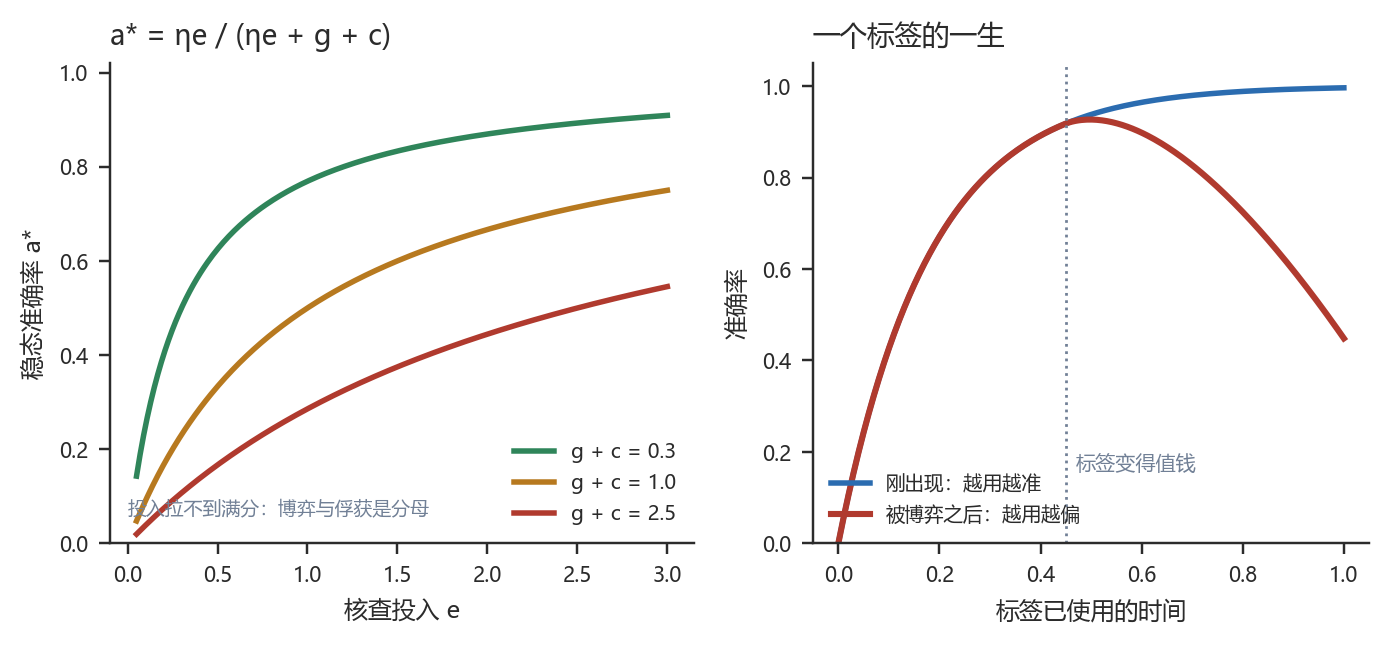 a* = ηe / (ηe + g + c)
稳态准确率 a*
1.0
0.8
0.6
0.4
0.2
0.0
投入拉不到满分：博弈与俘获是分母
g + c = 0.3
g + c = 1.0
g + c = 2.5
0.0 0.5 1.0 1.5 2.0 2.5 3.0
核查投入 e
一个标签的一生
准确率
1.0
0.8
0.6
0.4
0.2
0.0
标签变得值钱
刚出现：越用越准
被博弈之后：越用越偏
0.0 0.2 0.4 0.6 0.8 1.0
标签已使用的时间